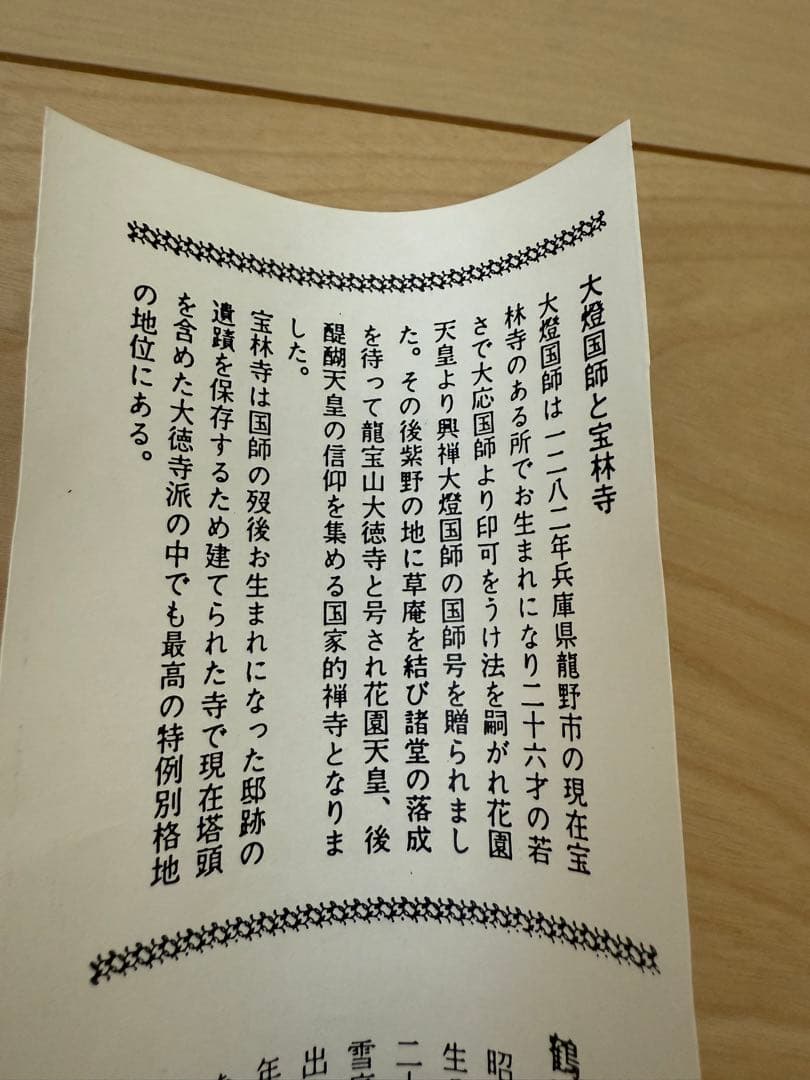 大燈国師と宝林寺
大燈国師は一二八二年兵庫県龍野市の現在宝
林寺のある所でお生まれになり二十六才の若
さで大応国師より印可をうけ法を嗣がれ花園
天皇より興禅大燈国師の国師号を贈られまし
た。その後紫野の地に草庵を結び諸堂の落成
を待って龍宝山大徳寺と号され花園天皇、後
醍醐天皇の信仰を集める国家的禅寺となりま
した。
宝林寺は国師の歿後お生まれになった邸跡の
遺蹟を保存するため建てられた寺で現在塔頭
を含めた大徳寺派の中でも最高の特例別格地
の地位にある。
鶴
昭
生
二
雪
出
年